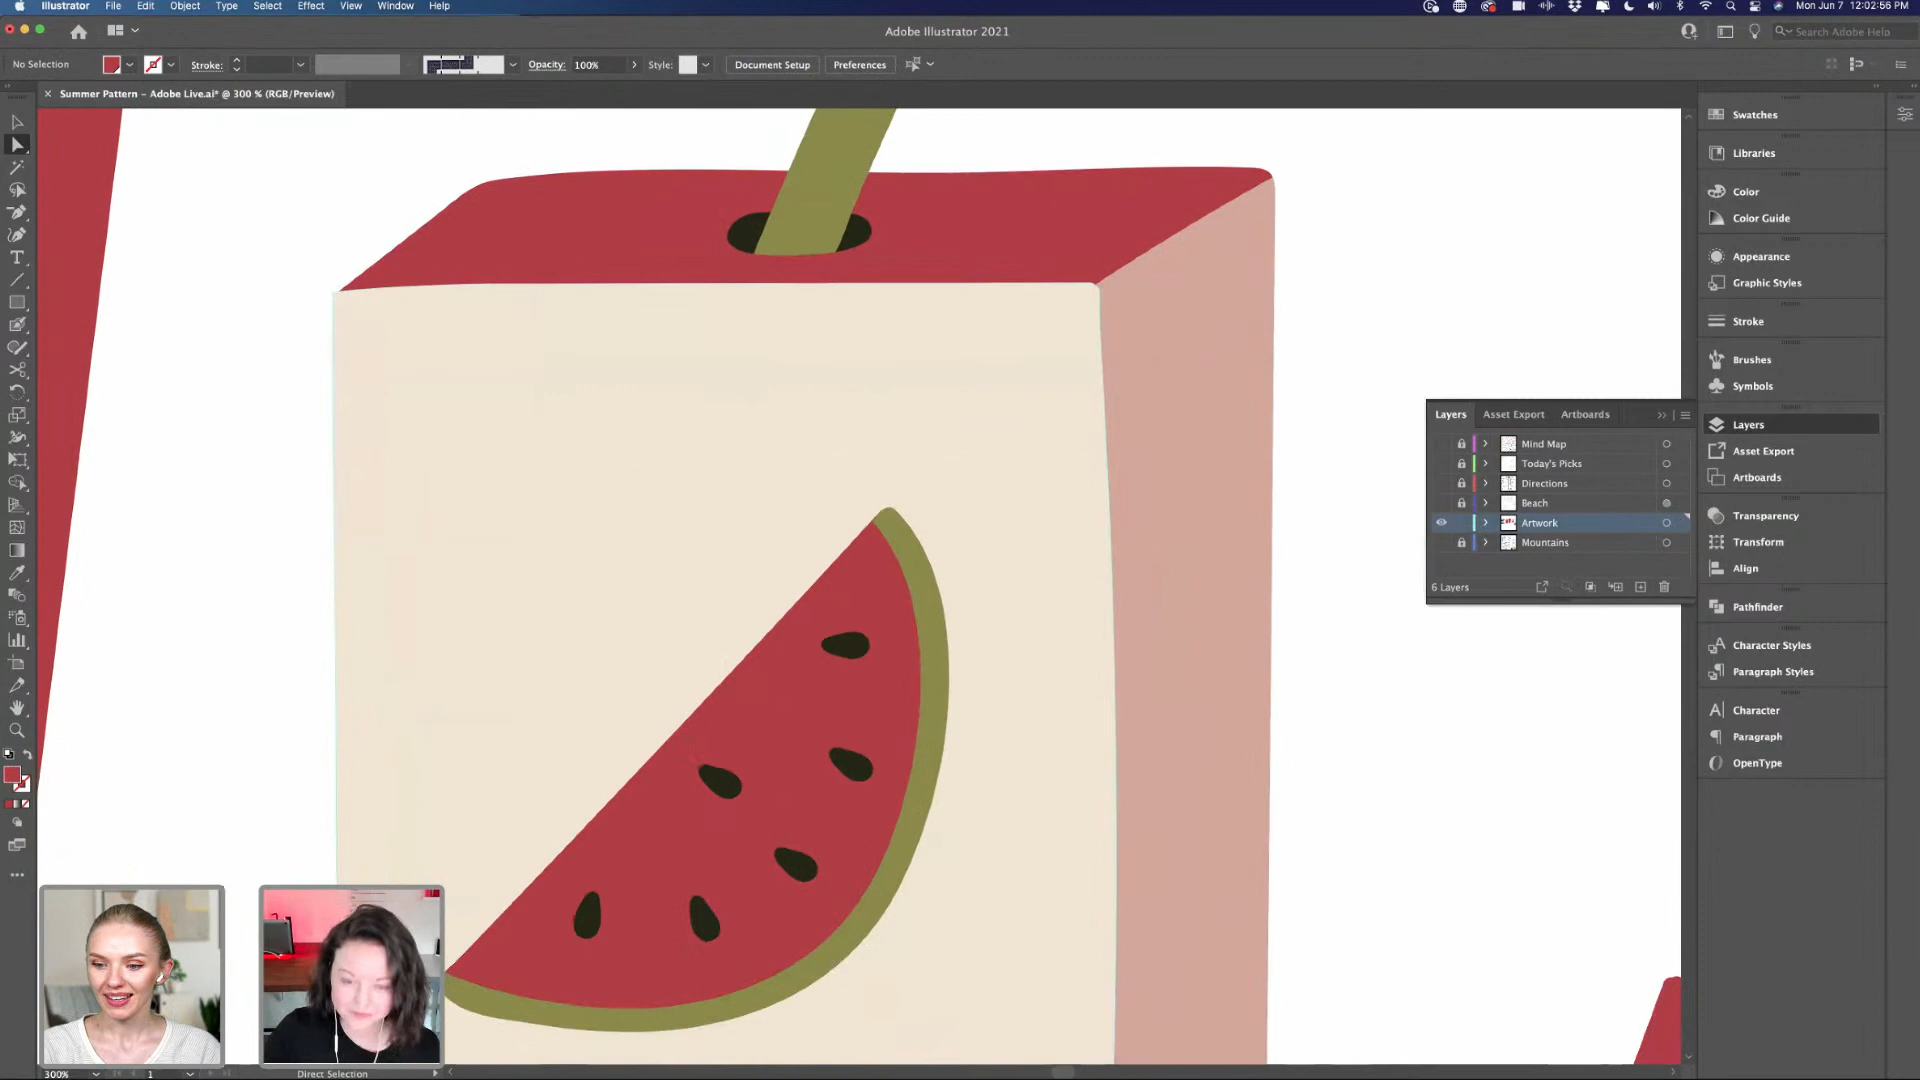 Illustrator File Edit Object Type Select Effect View Window Help
Mon Jun 7 12:02:56 PM
Adobe Illustrator 2021
Search Adobe Help
No Selection
Stroke:
Opacity: 100%
Style:
Document Setup
Preferences
Summer Pattern – Adobe Live.ai* @ 300 % (RGB/Preview)
Swatches
Libraries
Color
Color Guide
Appearance
Graphic Styles
Stroke
Brushes
Symbols
Layers
Asset Export
Artboards
Transparency
Transform
Align
Pathfinder
Character Styles
Paragraph Styles
Character
Paragraph
OpenType
Layers Asset Export Artboards
Mind Map
Today's Picks
Directions
Beach
Artwork
Mountains
6 Layers
300%
1
Direct Selection